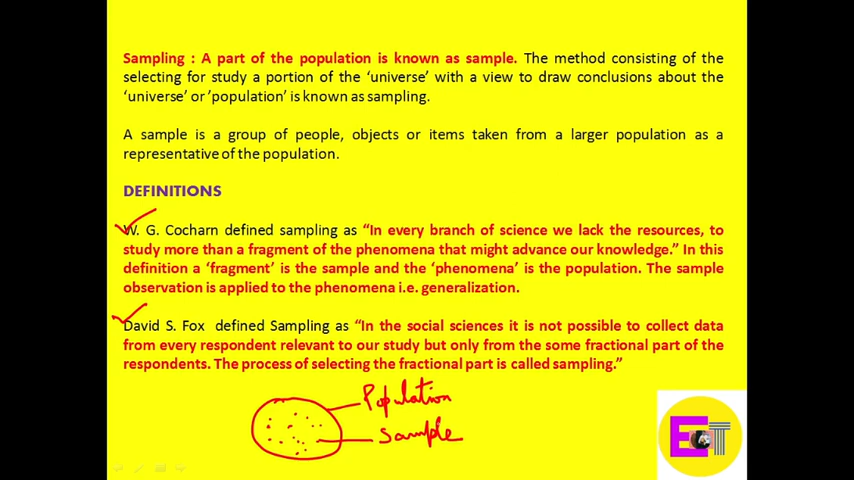 Sampling : A part of the population is known as sample. The method consisting of the
selecting for study a portion of the ‘universe’ with a view to draw conclusions about the
‘universe’ or ’population’ is known as sampling.
A sample is a group of people, objects or items taken from a larger population as a
representative of the population.
DEFINITIONS
W. G. Cocharn defined sampling as “In every branch of science we lack the resources, to
study more than a fragment of the phenomena that might advance our knowledge.” In this
definition a ‘fragment’ is the sample and the ‘phenomena’ is the population. The sample
observation is applied to the phenomena i.e. generalization.
David S. Fox defined Sampling as “In the social sciences it is not possible to collect data
from every respondent relevant to our study but only from the some fractional part of the
respondents. The process of selecting the fractional part is called sampling.”
Population
Sample
ECT